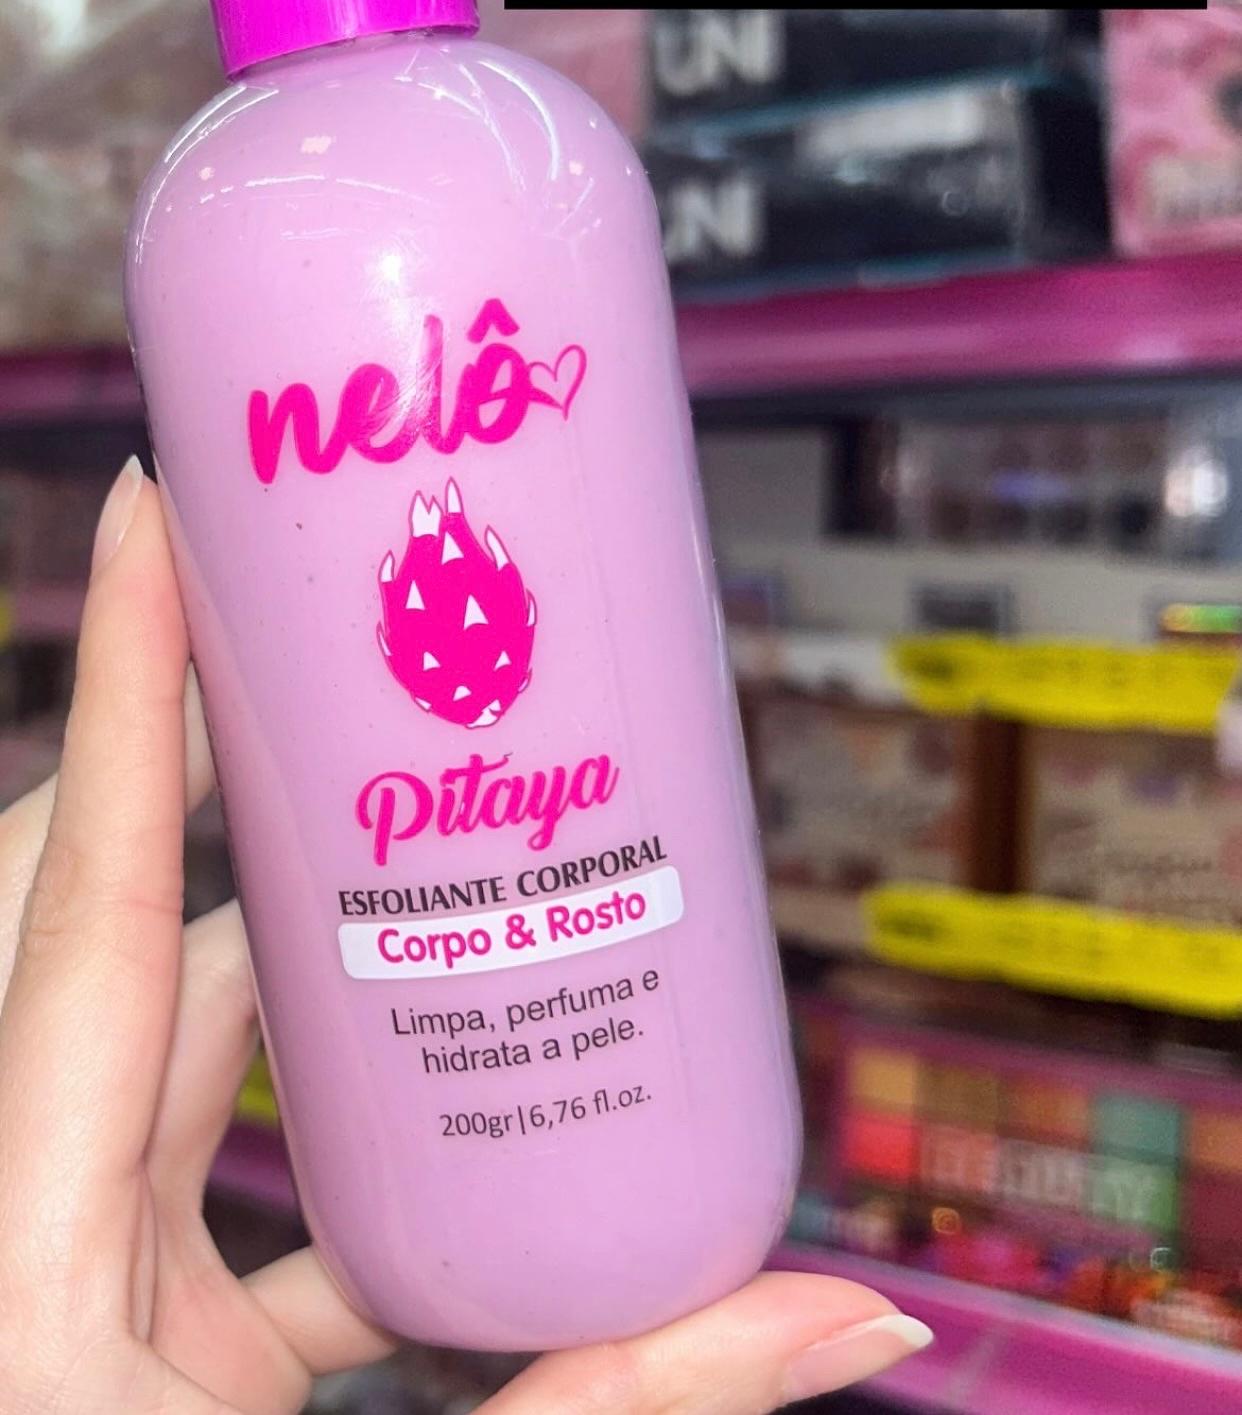 nelô
Pitaya
ESFOLIANTE CORPORAL
Corpo & Rosto
Limpa, perfuma e
hidrata a pele.
200gr|6,76 fl.oz.